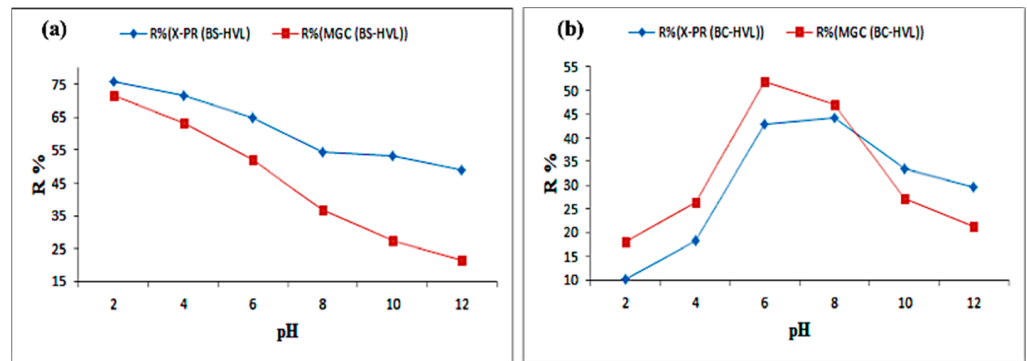 (a)
R%(X-PR (BS-HVL)
R%(MGC (BS-HVL))
75
65
55
45
35
25
15
R %
2 4 6 8 10 12
pH
(b)
R%(X-PR (BC-HVL))
R%(MGC (BC-HVL))
55
50
45
40
35
30
25
20
15
10
R %
2 4 6 8 10 12
pH